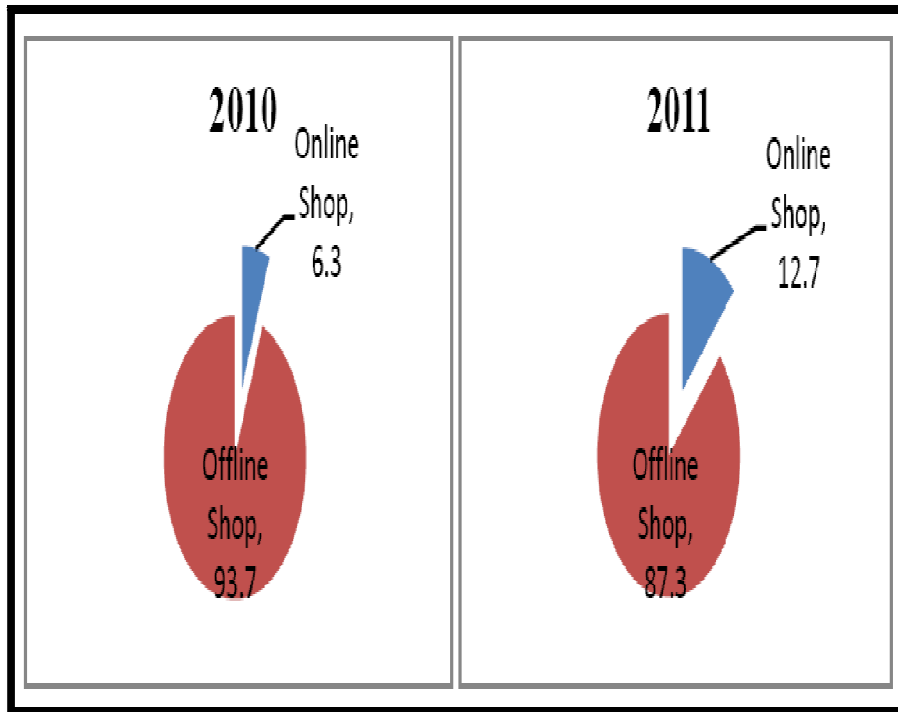 2010
Online
Shop,
6.3
Offline
Shop,
93.7
2011
Online
Shop,
12.7
Offline
Shop,
87.3